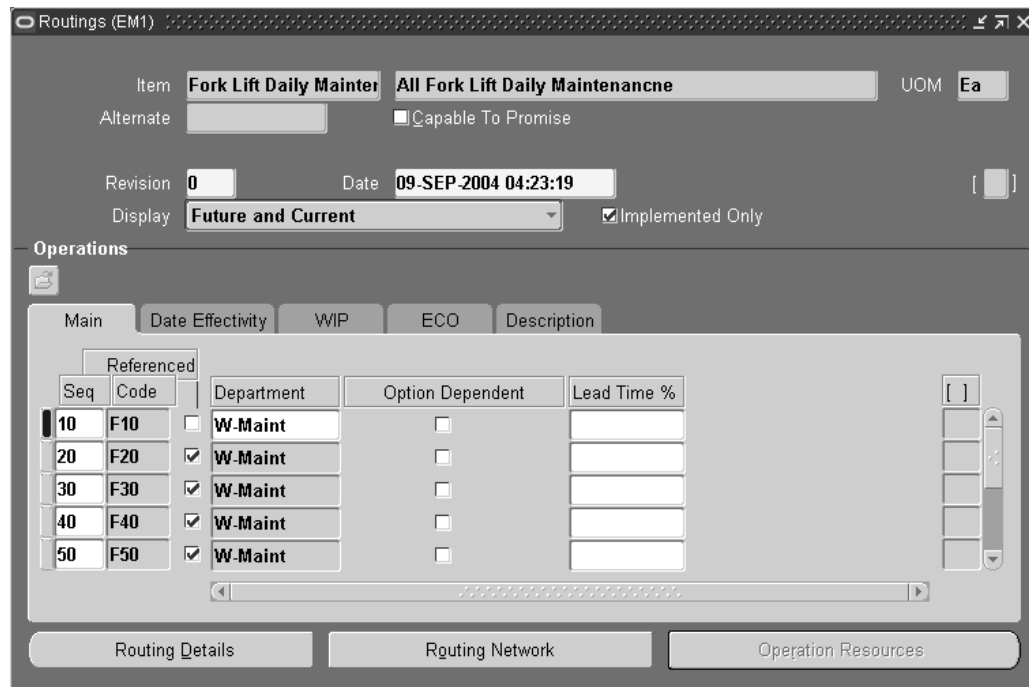 Routings (EM1)
Item Fork Lift Daily Mainter All Fork Lift Daily Maintenancne UOM Ea
Alternate Capable To Promise
Revision 0 Date 09-SEP-2004 04:23:19 [ ]
Display Future and Current Implemented Only
Operations
Main Date Effectivity WIP ECO Description
Referenced
Seq Code Department Option Dependent Lead Time % [ ]
10 F10 W-Maint
20 F20 W-Maint
30 F30 W-Maint
40 F40 W-Maint
50 F50 W-Maint
Routing Details Routing Network Operation Resources